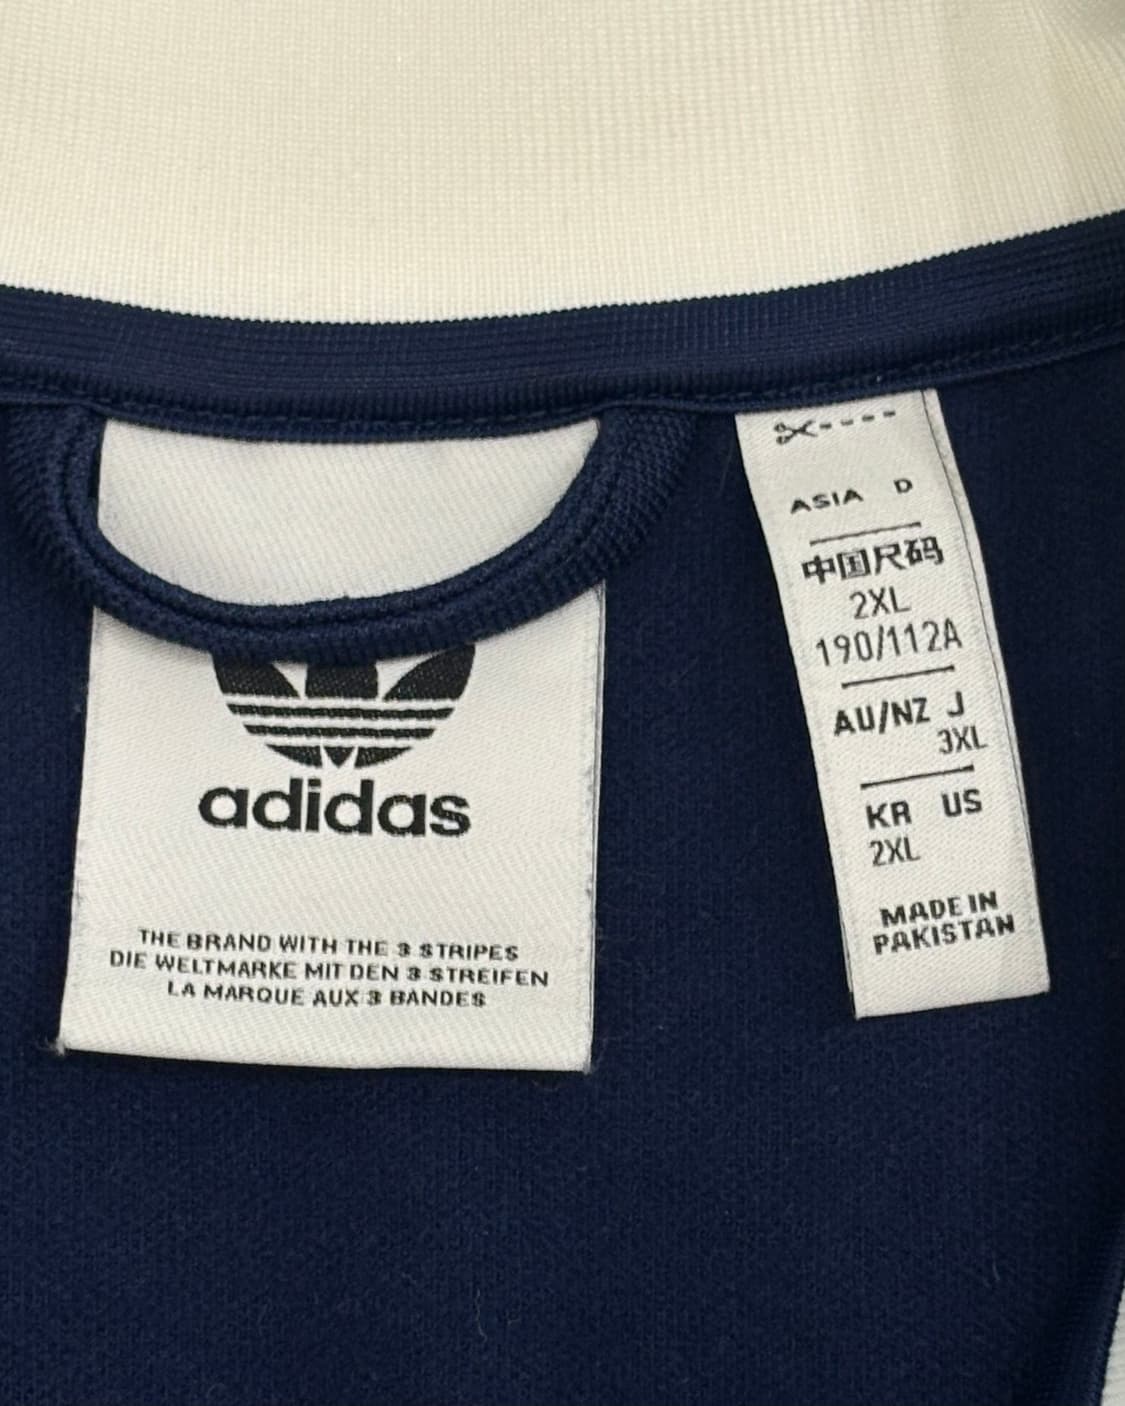 adidas
THE BRAND WITH THE 3 STRIPES
DIE WELTMARKE MIT DEN 3 STREIFEN
LA MARQUE AUX 3 BANDES
ASIA D
中国尺码
2XL
190/112A
AU/NZ J
3XL
KR US
2XL
MADE IN
PAKISTAN